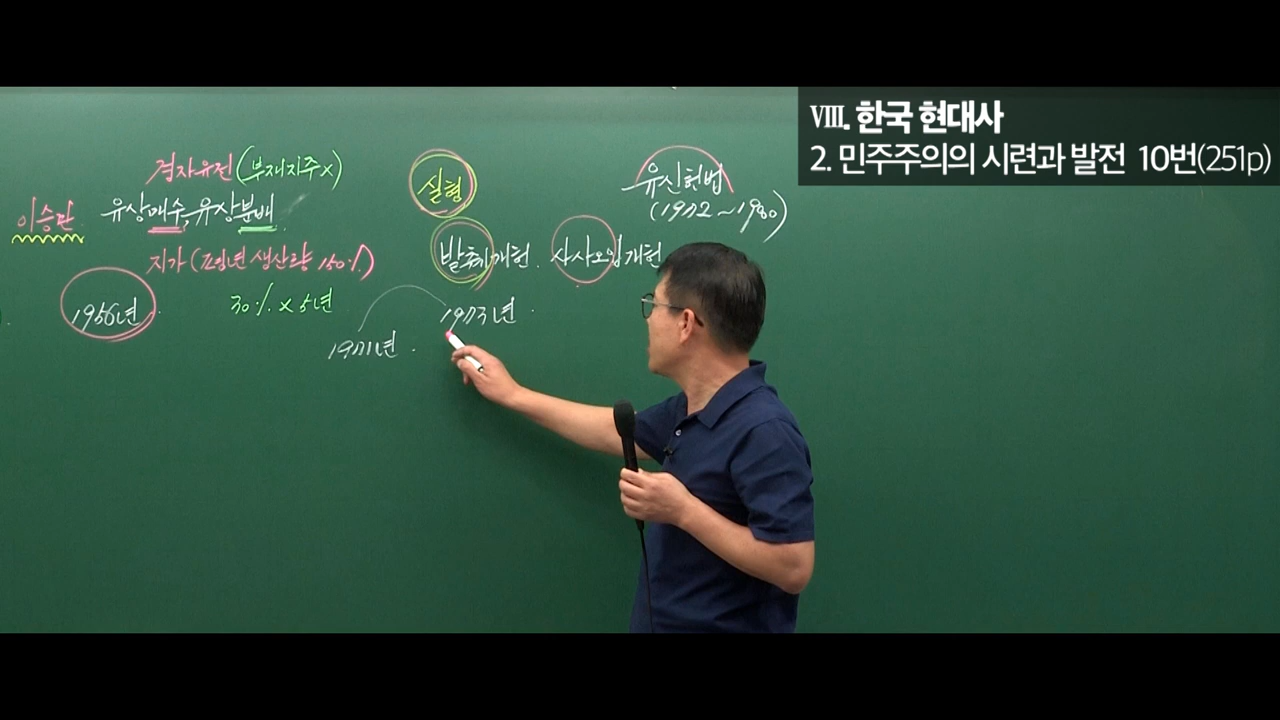 Ⅷ. 한국 현대사
2. 민주주의의 시련과 발전 10번(251p)
경자유전(부재지주x)
이승만 유상매수, 유상분배
지가(평년 생산량 150%)
1956년 30% x 5년
실형
발췌개헌. 사사오입개헌
1973년.
1971년.
유신헌법
(1972~1980)